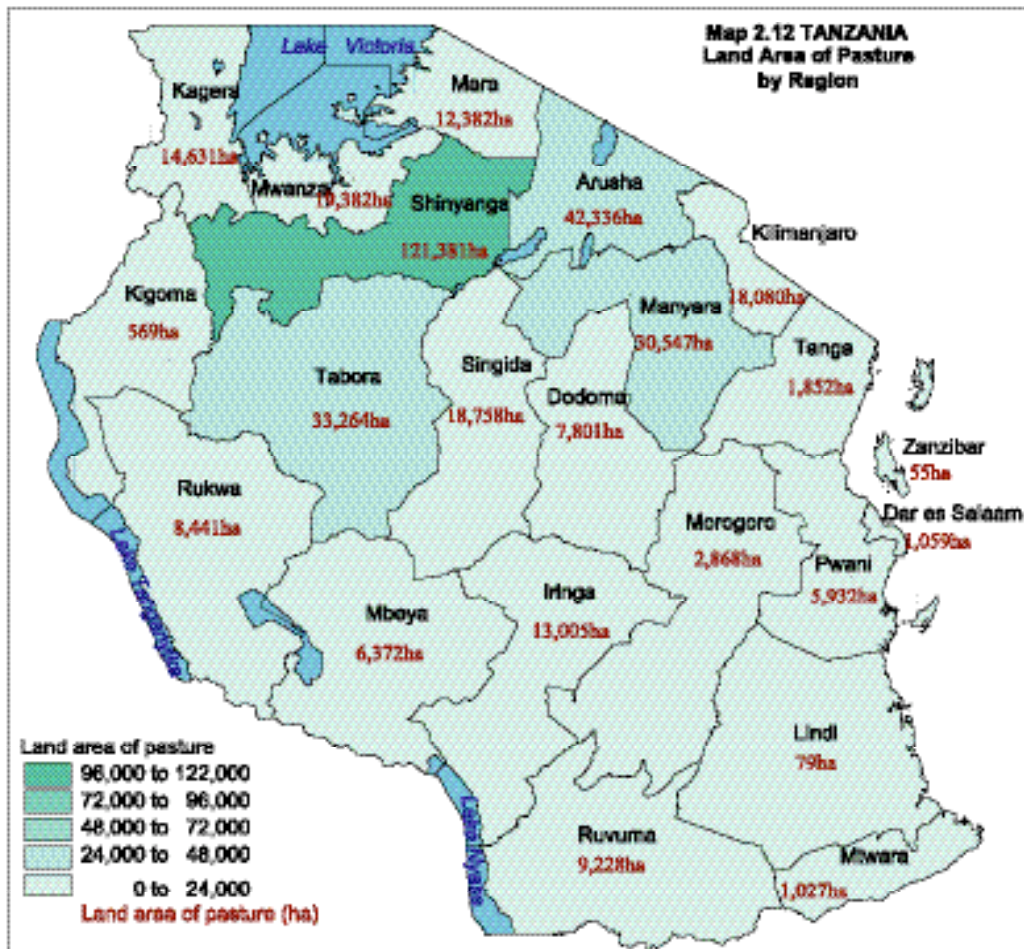 Map 2.12 TANZANIA
Land Area of Pasture
by Region
Lake Victoria
Mara
12,382ha
Kagera
14,631ha
Mwanza
Shinyanga
121,381ha
Arusha
42,336ha
Kilimanjaro
18,080ha
Kigoma
569ha
Manyara
30,547ha
Tanga
1,852ha
Tabora
33,264ha
Singida
18,758ha
Dodoma
7,801ha
Zanzibar
55ha
Rukwa
8,441ha
Dar es Salaam
1,059ha
Morogoro
2,868ha
Pwani
5,932ha
Lake Tanganyika
Mbeya
6,372ha
Iringa
13,005ha
Lindi
79ha
Lake Nyasa
Ruvuma
9,228ha
Mtwara
1,027ha
Land area of pasture
96,000 to 122,000
72,000 to 96,000
48,000 to 72,000
24,000 to 48,000
0 to 24,000
Land area of pasture (ha)